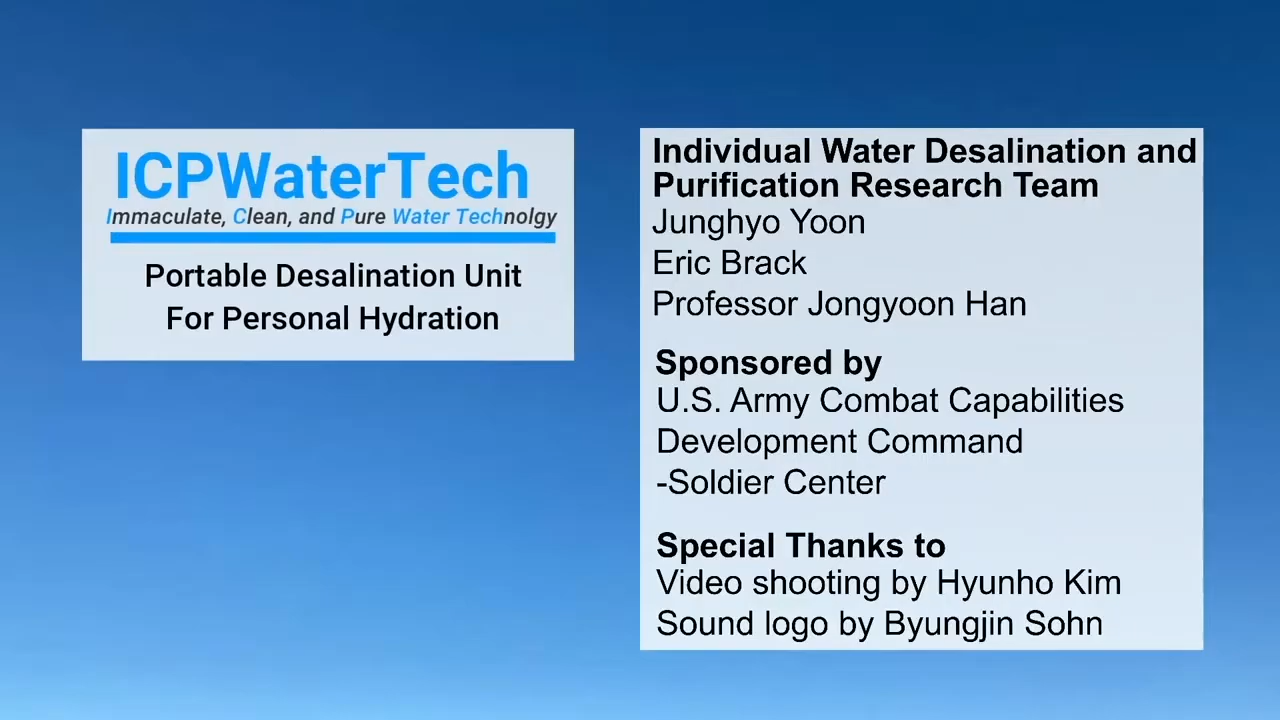 ICPWaterTech
Immaculate, Clean, and Pure Water Technolgy
Portable Desalination Unit
For Personal Hydration
Individual Water Desalination and
Purification Research Team
Junghyo Yoon
Eric Brack
Professor Jongyoon Han
Sponsored by
U.S. Army Combat Capabilities
Development Command
-Soldier Center
Special Thanks to
Video shooting by Hyunho Kim
Sound logo by Byungjin Sohn